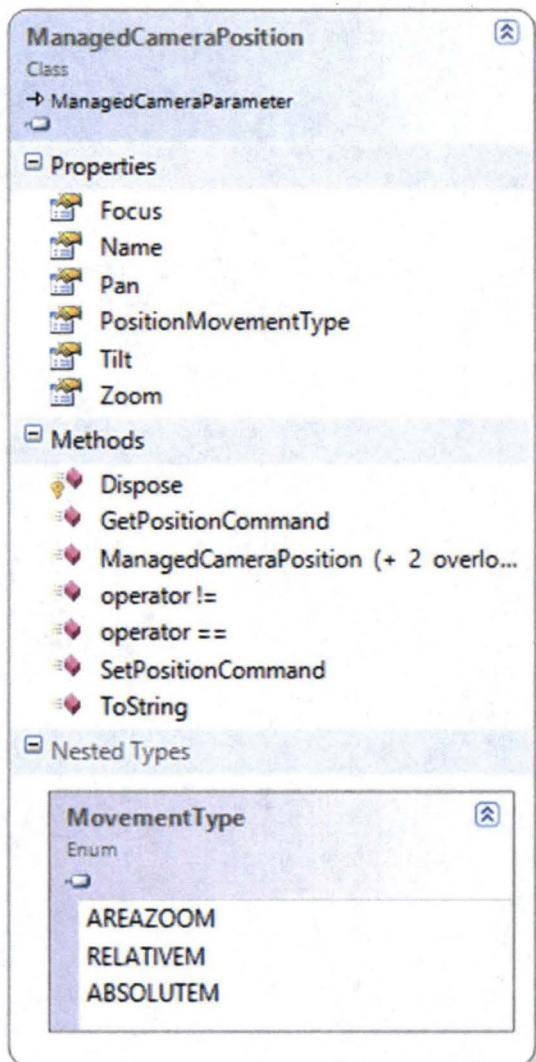 ManagedCameraPosition
Class
→ ManagedCameraParameter
Properties
Focus
Name
Pan
PositionMovementType
Tilt
Zoom
Methods
Dispose
GetPositionCommand
ManagedCameraPosition (+ 2 overlo...
operator !=
operator ==
SetPositionCommand
ToString
Nested Types
MovementType
Enum
AREAZOOM
RELATIVEM
ABSOLUTEM